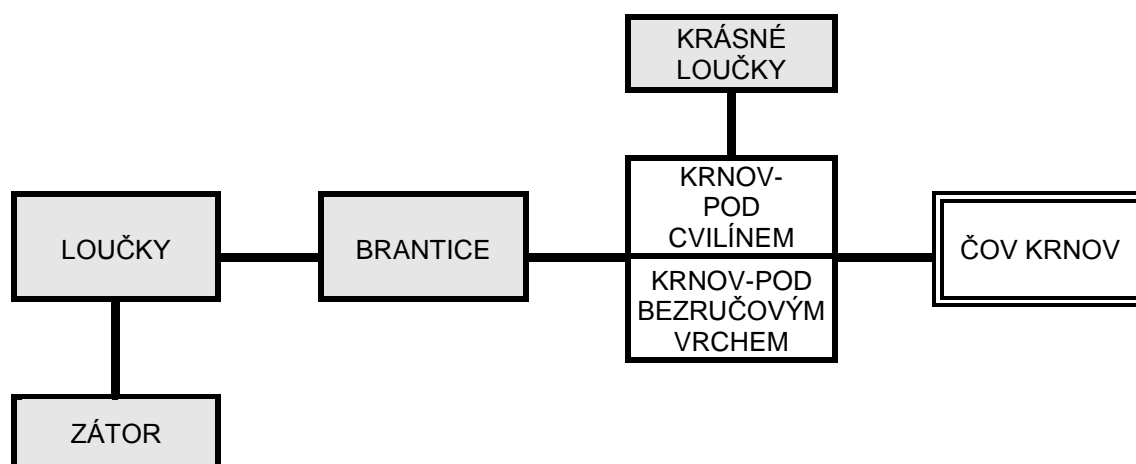 KRÁSNÉ
LOUČKY
KRNOV-
POD
CVILÍNEM
LOUČKY
BRANTICE
ČOV KRNOV
KRNOV-POD
BEZRUČOVÝM
VRCHEM
ZÁTOR